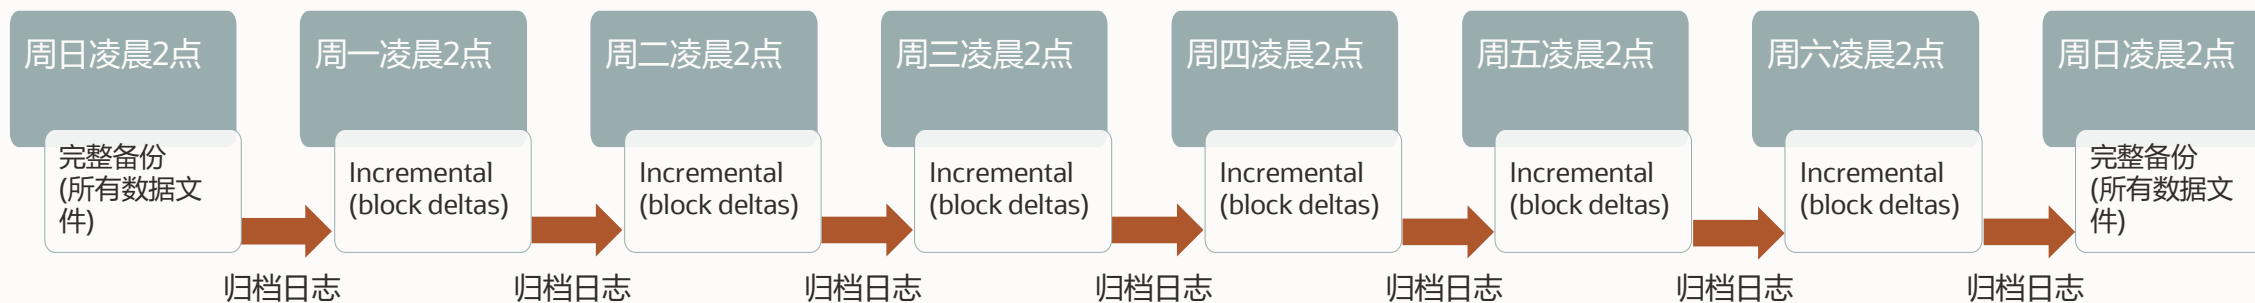 周日凌晨2点
周一凌晨2点
周二凌晨2点
周三凌晨2点
周四凌晨2点
周五凌晨2点
周六凌晨2点
周日凌晨2点
完整备份
(所有数据文
件)
Incremental
(block deltas)
Incremental
(block deltas)
Incremental
(block deltas)
Incremental
(block deltas)
Incremental
(block deltas)
Incremental
(block deltas)
完整备份
(所有数据文
件)
归档日志
归档日志
归档日志
归档日志
归档日志
归档日志
归档日志